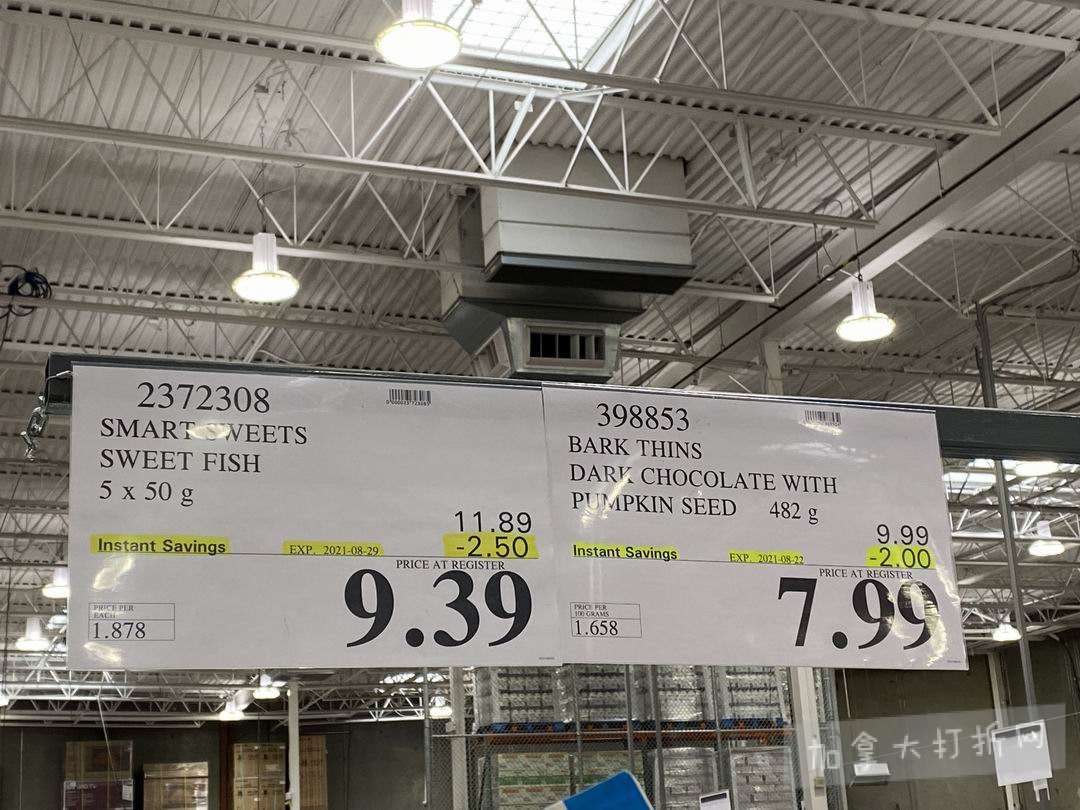 2372308
SMART SWEETS
SWEET FISH
5 x 50 g
11.89
Instant Savings EXP. 2021-08-29 -2.50
PRICE AT REGISTER
9.39
PRICE PER
EACH
1.878
398853
BARK THINS
DARK CHOCOLATE WITH
PUMPKIN SEED 482 g
9.99
Instant Savings EXP. 2021-08-22 -2.00
PRICE AT REGISTER
7.99
PRICE PER
100 GRAMS
1.658
加拿大打折网